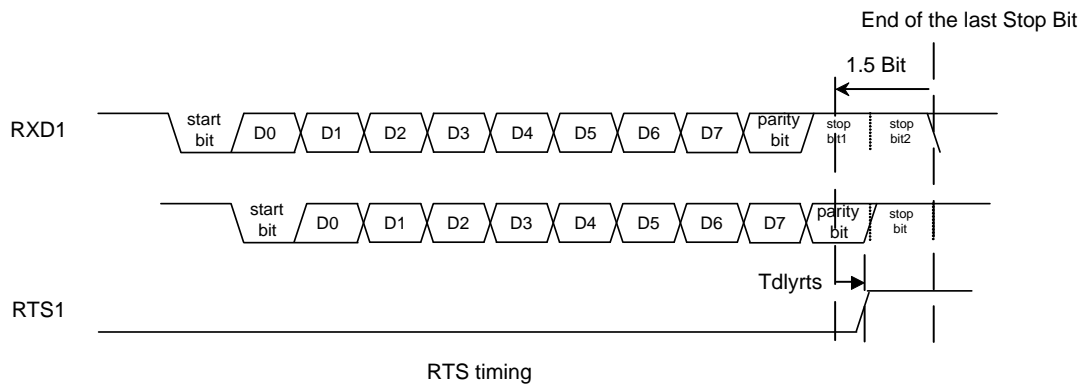 End of the last Stop Bit
1.5 Bit
RXD1
start bit
D0
D1
D2
D3
D4
D5
D6
D7
parity bit
stop bit1
stop bit2
start bit
D0
D1
D2
D3
D4
D5
D6
D7
parity bit
stop bit
Tdlyrts
RTS1
RTS timing